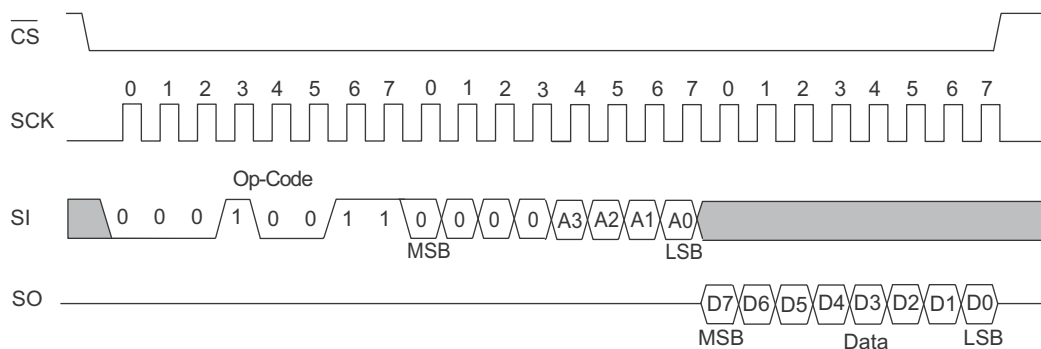 CS
0 1 2 3 4 5 6 7 0 1 2 3 4 5 6 7 0 1 2 3 4 5 6 7
SCK
Op-Code
SI 0 0 0 1 0 0 1 1 0 0 0 0 A3 A2 A1 A0
MSB LSB
SO D7 D6 D5 D4 D3 D2 D1 D0
MSB Data LSB